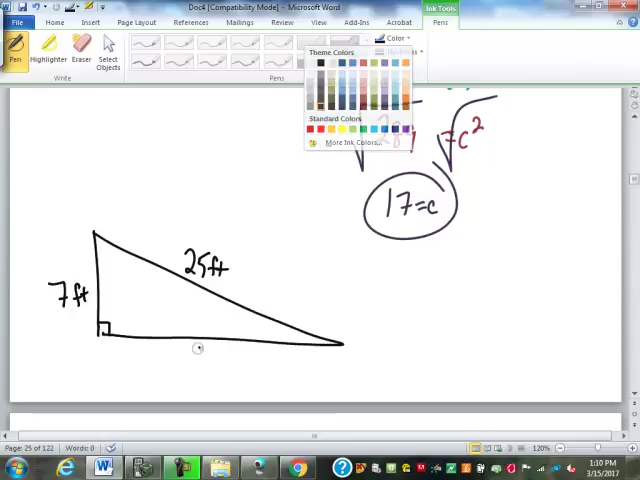 Doc4 [Compatibility Mode] - Microsoft Word
Ink Tools
File Home Insert Page Layout References Mailings Review View Add-Ins Acrobat Pens
Color
Theme Colors
Pen Highlighter Eraser Select Objects
Write
Pens
Standard Colors
More Ink Colors...
c²
17=c
25ft
7ft
Page: 25 of 122 Words: 0
120%
1:10 PM
3/15/2017